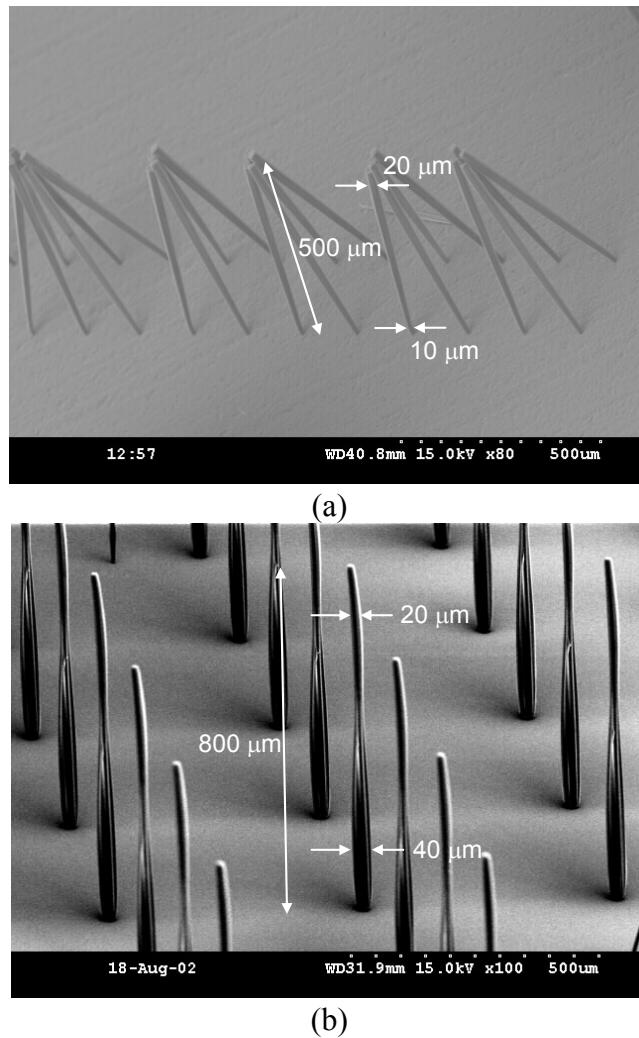 20 μm
500 μm
10 μm
12:57 WD40.8mm 15.0kV x80 500um
(a)
20 μm
800 μm
40 μm
18-Aug-02 WD31.9mm 15.0kV x100 500um
(b)